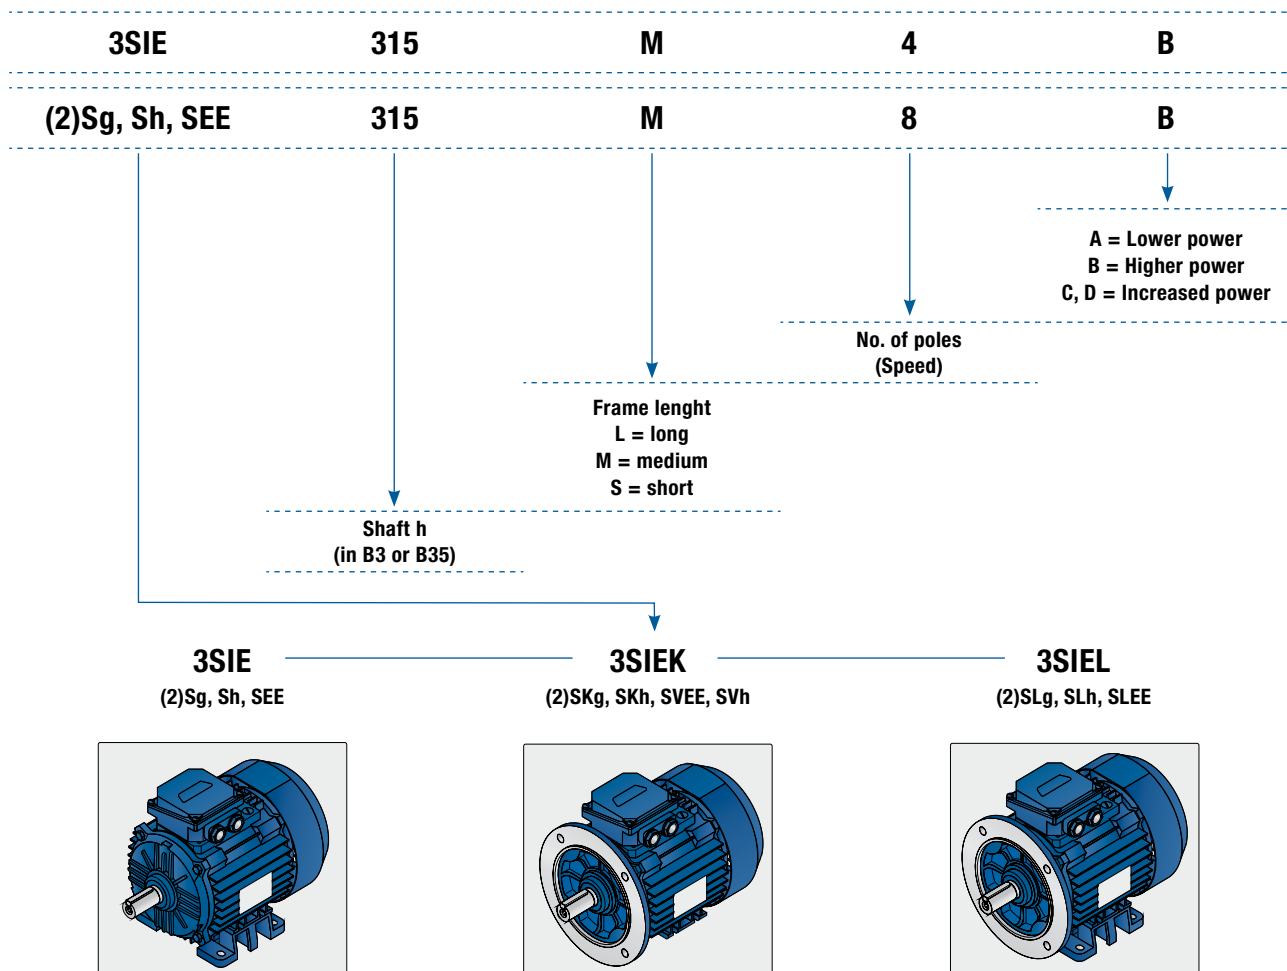 3SIE 315 M 4 B
(2)Sg, Sh, SEE 315 M 8 B
A = Lower power
B = Higher power
C, D = Increased power
No. of poles
(Speed)
Frame lenght
L = long
M = medium
S = short
Shaft h
(in B3 or B35)
3SIE 3SIEK 3SIEL
(2)Sg, Sh, SEE (2)SKg, SKh, SVEE, SVh (2)SLg, SLh, SLEE